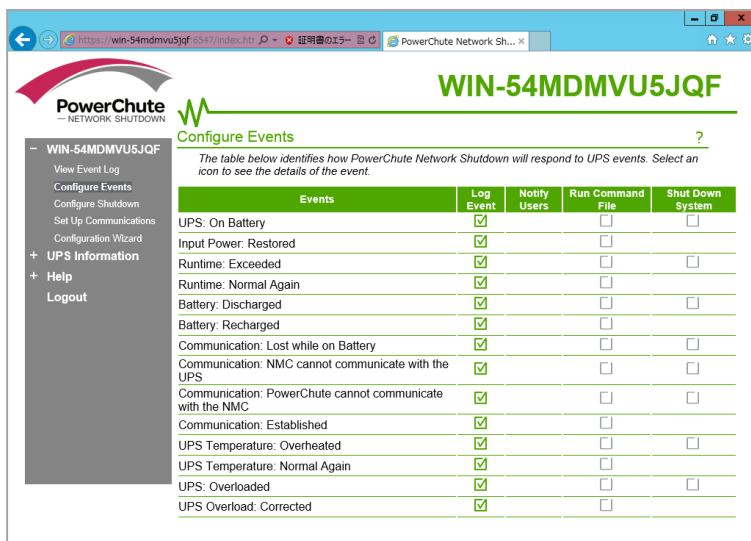 https://win-54mdmvu5jqf:6547/index.htr
証明書のエラー
PowerChute Network Sh...
PowerChute
— NETWORK SHUTDOWN
WIN-54MDMVU5JQF
− WIN-54MDMVU5JQF
View Event Log
Configure Events
Configure Shutdown
Set Up Communications
Configuration Wizard
+ UPS Information
+ Help
Logout
Configure Events ?
The table below identifies how PowerChute Network Shutdown will respond to UPS events. Select an
icon to see the details of the event.
Events Log Event Notify Users Run Command File Shut Down System
UPS: On Battery
Input Power: Restored
Runtime: Exceeded
Runtime: Normal Again
Battery: Discharged
Battery: Recharged
Communication: Lost while on Battery
Communication: NMC cannot communicate with the
UPS
Communication: PowerChute cannot communicate
with the NMC
Communication: Established
UPS Temperature: Overheated
UPS Temperature: Normal Again
UPS: Overloaded
UPS Overload: Corrected